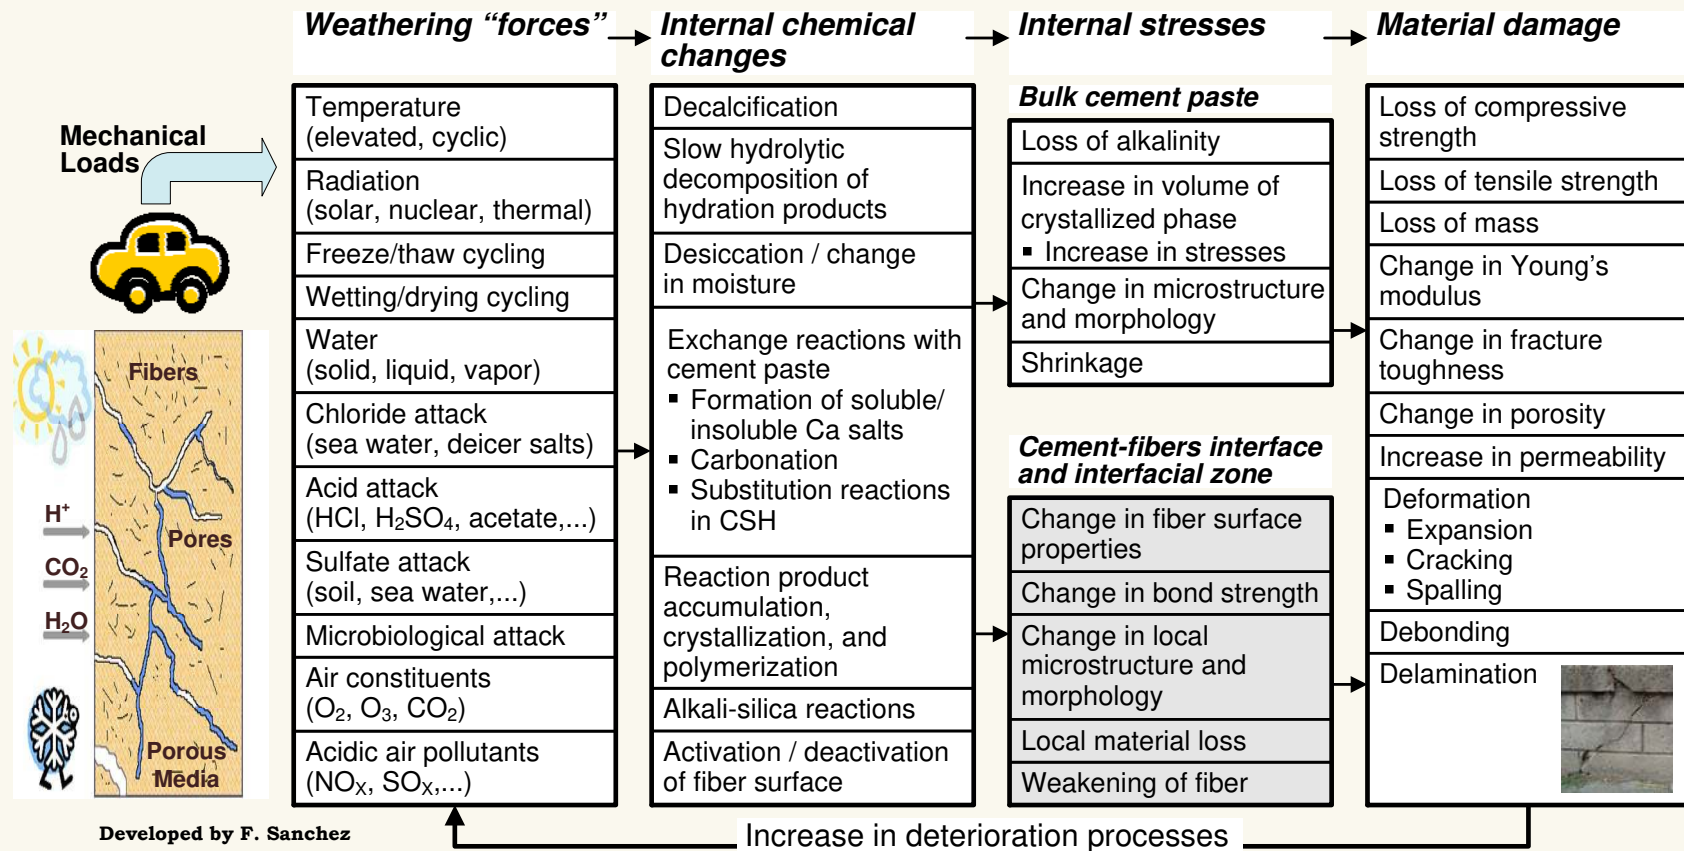 Weathering “forces”
Internal chemical
changes
Internal stresses
Material damage
Mechanical
Loads
Fibers
Pores
H⁺
CO₂
H₂O
Porous
Media
Developed by F. Sanchez
Temperature
(elevated, cyclic)
Radiation
(solar, nuclear, thermal)
Freeze/thaw cycling
Wetting/drying cycling
Water
(solid, liquid, vapor)
Chloride attack
(sea water, deicer salts)
Acid attack
(HCl, H₂SO₄, acetate,...)
Sulfate attack
(soil, sea water,...)
Microbiological attack
Air constituents
(O₂, O₃, CO₂)
Acidic air pollutants
(NOₓ, SOₓ,...)
Decalcification
Slow hydrolytic
decomposition of
hydration products
Desiccation / change
in moisture
Exchange reactions with
cement paste
▪ Formation of soluble/
insoluble Ca salts
▪ Carbonation
▪ Substitution reactions
in CSH
Reaction product
accumulation,
crystallization, and
polymerization
Alkali-silica reactions
Activation / deactivation
of fiber surface
Bulk cement paste
Loss of alkalinity
Increase in volume of
crystallized phase
▪ Increase in stresses
Change in microstructure
and morphology
Shrinkage
Cement-fibers interface
and interfacial zone
Change in fiber surface
properties
Change in bond strength
Change in local
microstructure and
morphology
Local material loss
Weakening of fiber
Loss of compressive
strength
Loss of tensile strength
Loss of mass
Change in Young’s
modulus
Change in fracture
toughness
Change in porosity
Increase in permeability
Deformation
▪ Expansion
▪ Cracking
▪ Spalling
Debonding
Delamination
Increase in deterioration processes